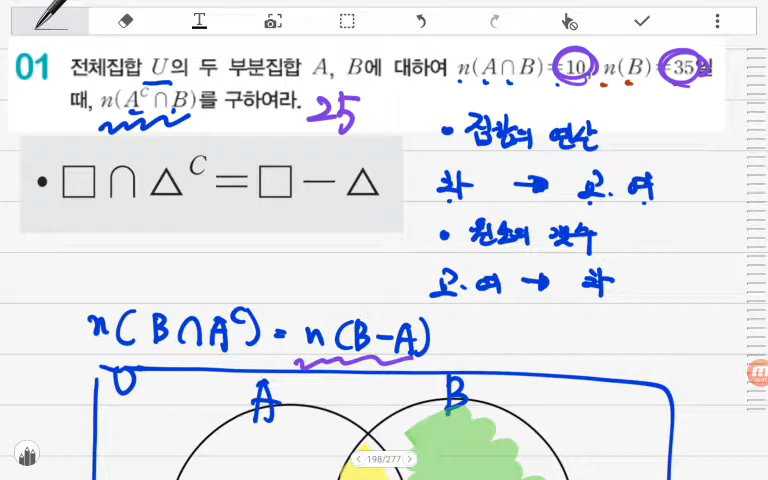 01 전체집합 U의 두 부분집합 A, B에 대하여 n(A∩B)=10, n(B)=35일
때, n(A^C∩B)를 구하여라. 25
• 집합의 연산
• □∩△^C=□-△
차 → 교. 여
• 원소의 갯수
교. 여 → 차
n(B∩A^C) = n(B-A)
U
A B
198/277